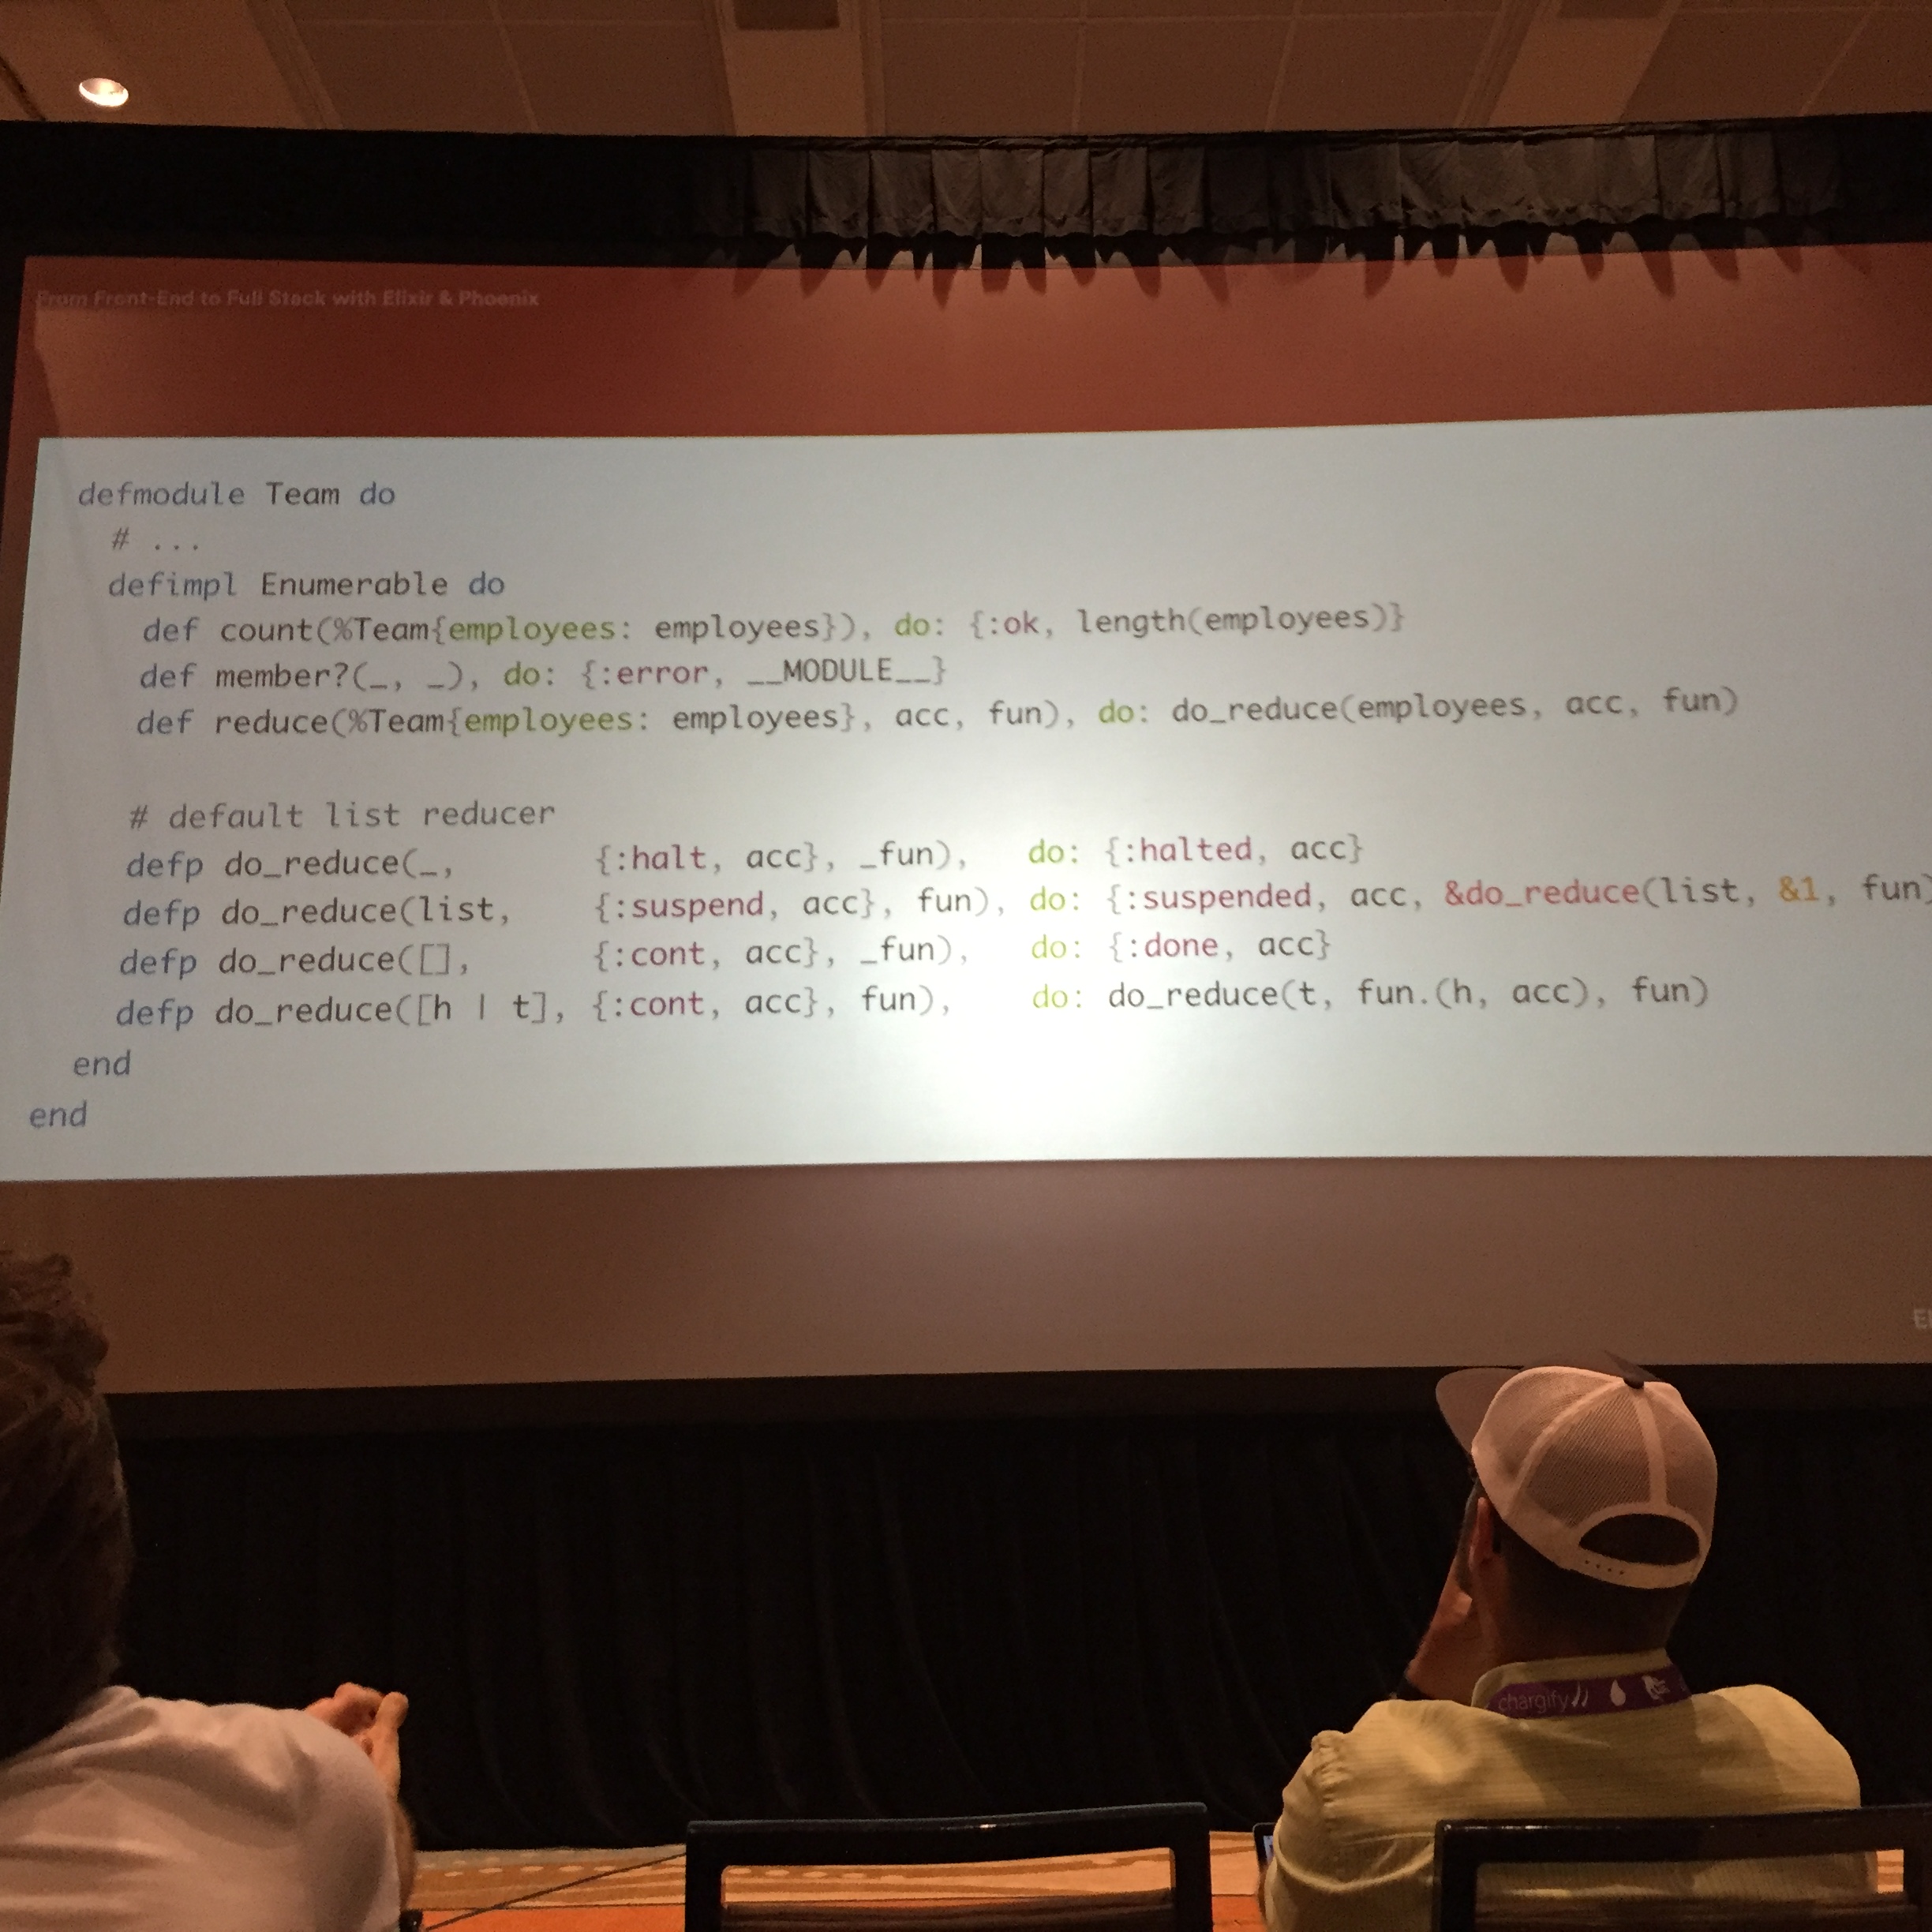 From Front-End to Full Stack with Elixir & Phoenix
defmodule Team do
# ...
defimpl Enumerable do
def count(%Team{employees: employees}), do: {:ok, length(employees)}
def member?(_, _), do: {:error, __MODULE__}
def reduce(%Team{employees: employees}, acc, fun), do: do_reduce(employees, acc, fun)
# default list reducer
defp do_reduce(_, {:halt, acc}, _fun), do: {:halted, acc}
defp do_reduce(list, {:suspend, acc}, fun), do: {:suspended, acc, &do_reduce(list, &1, fun)
defp do_reduce([], {:cont, acc}, _fun), do: {:done, acc}
defp do_reduce([h | t], {:cont, acc}, fun), do: do_reduce(t, fun.(h, acc), fun)
end
end
chargify